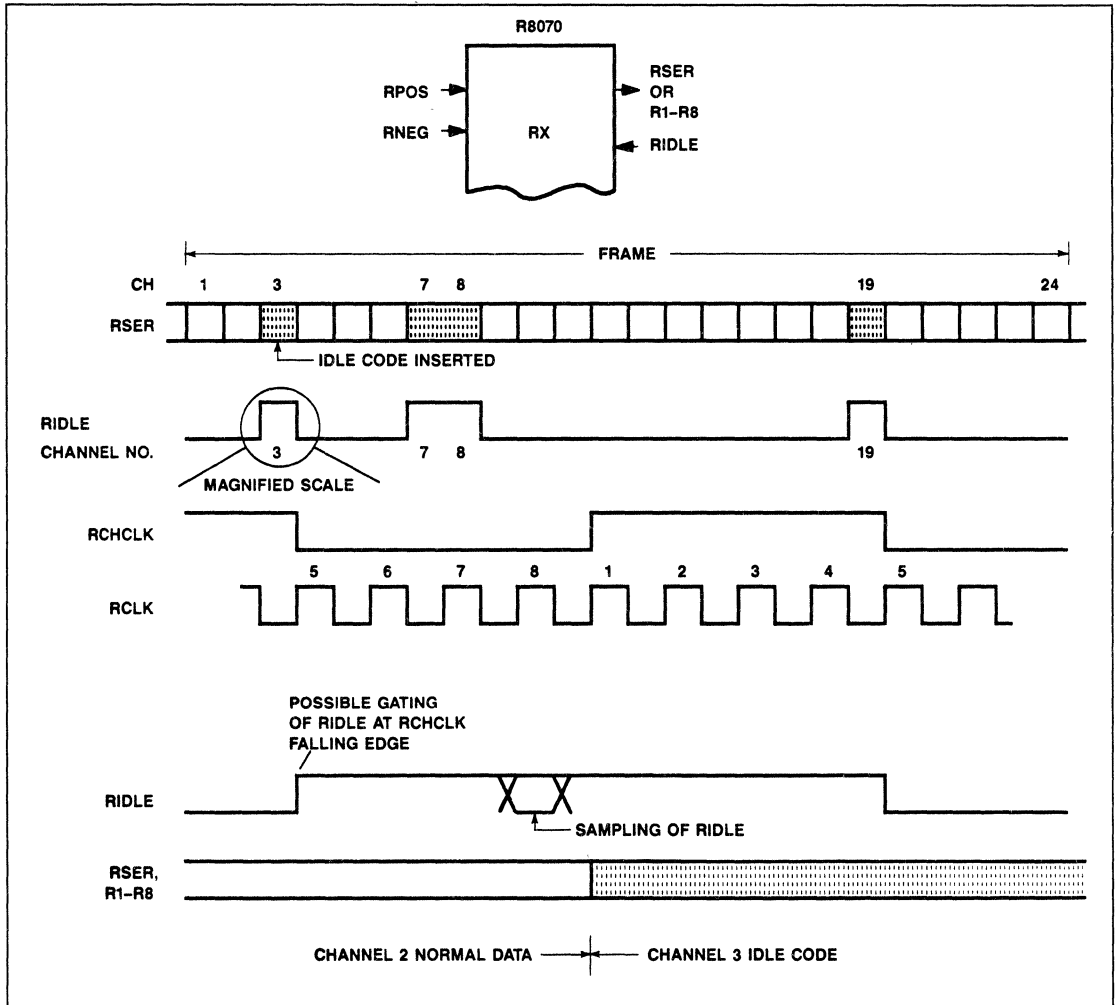 R8070
RPOS
RNEG
RX
RSER
OR
R1–R8
RIDLE
FRAME
CH 1 3 7 8 19 24
RSER
IDLE CODE INSERTED
RIDLE
CHANNEL NO. 3 7 8 19
MAGNIFIED SCALE
RCHCLK
5 6 7 8 1 2 3 4 5
RCLK
POSSIBLE GATING
OF RIDLE AT RCHCLK
FALLING EDGE
RIDLE
SAMPLING OF RIDLE
RSER,
R1–R8
CHANNEL 2 NORMAL DATA
CHANNEL 3 IDLE CODE